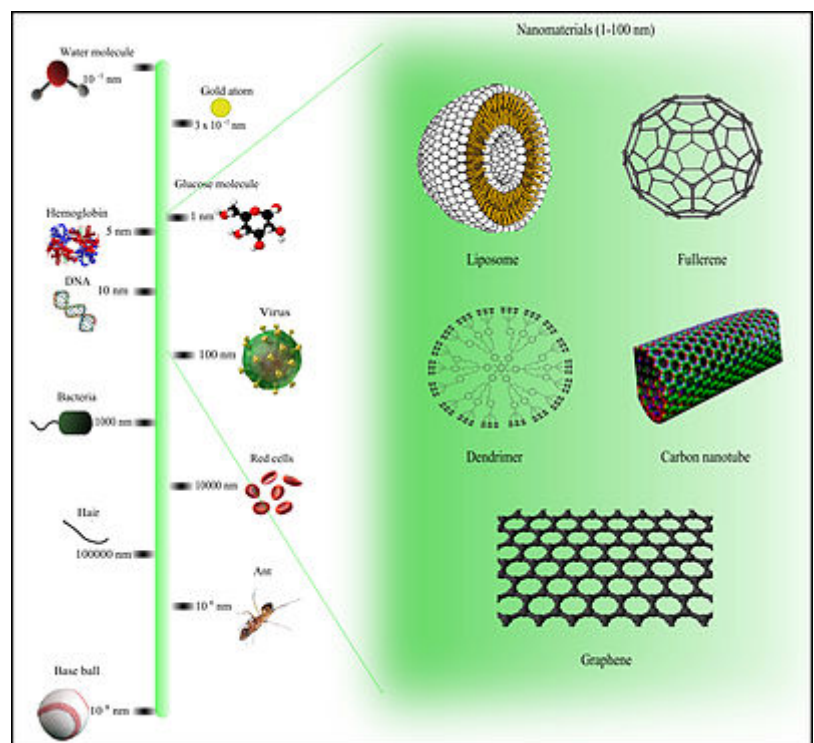 Nanomaterials (1-100 nm)
Water molecule
10⁻¹ nm
Gold atom
3 x 10⁻¹ nm
Glucose molecule
1 nm
Hemoglobin
5 nm
DNA
10 nm
Virus
100 nm
Bacteria
1000 nm
Red cells
10000 nm
Hair
100000 nm
Ant
nm
Base ball
nm
Liposome
Fullerene
Dendrimer
Carbon nanotube
Graphene